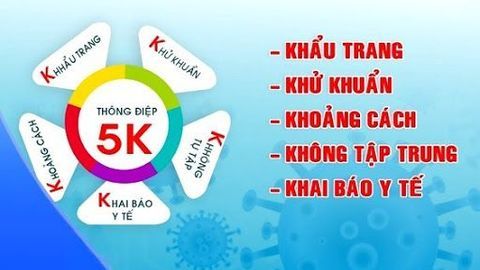 KHẨU TRANG
KHỬ KHUẨN
KHOẢNG CÁCH
THÔNG ĐIỆP
5K
KHÔNG
TỤ TẬP
KHAI BÁO
Y TẾ
- KHẨU TRANG
- KHỬ KHUẨN
- KHOẢNG CÁCH
- KHÔNG TẬP TRUNG
- KHAI BÁO Y TẾ